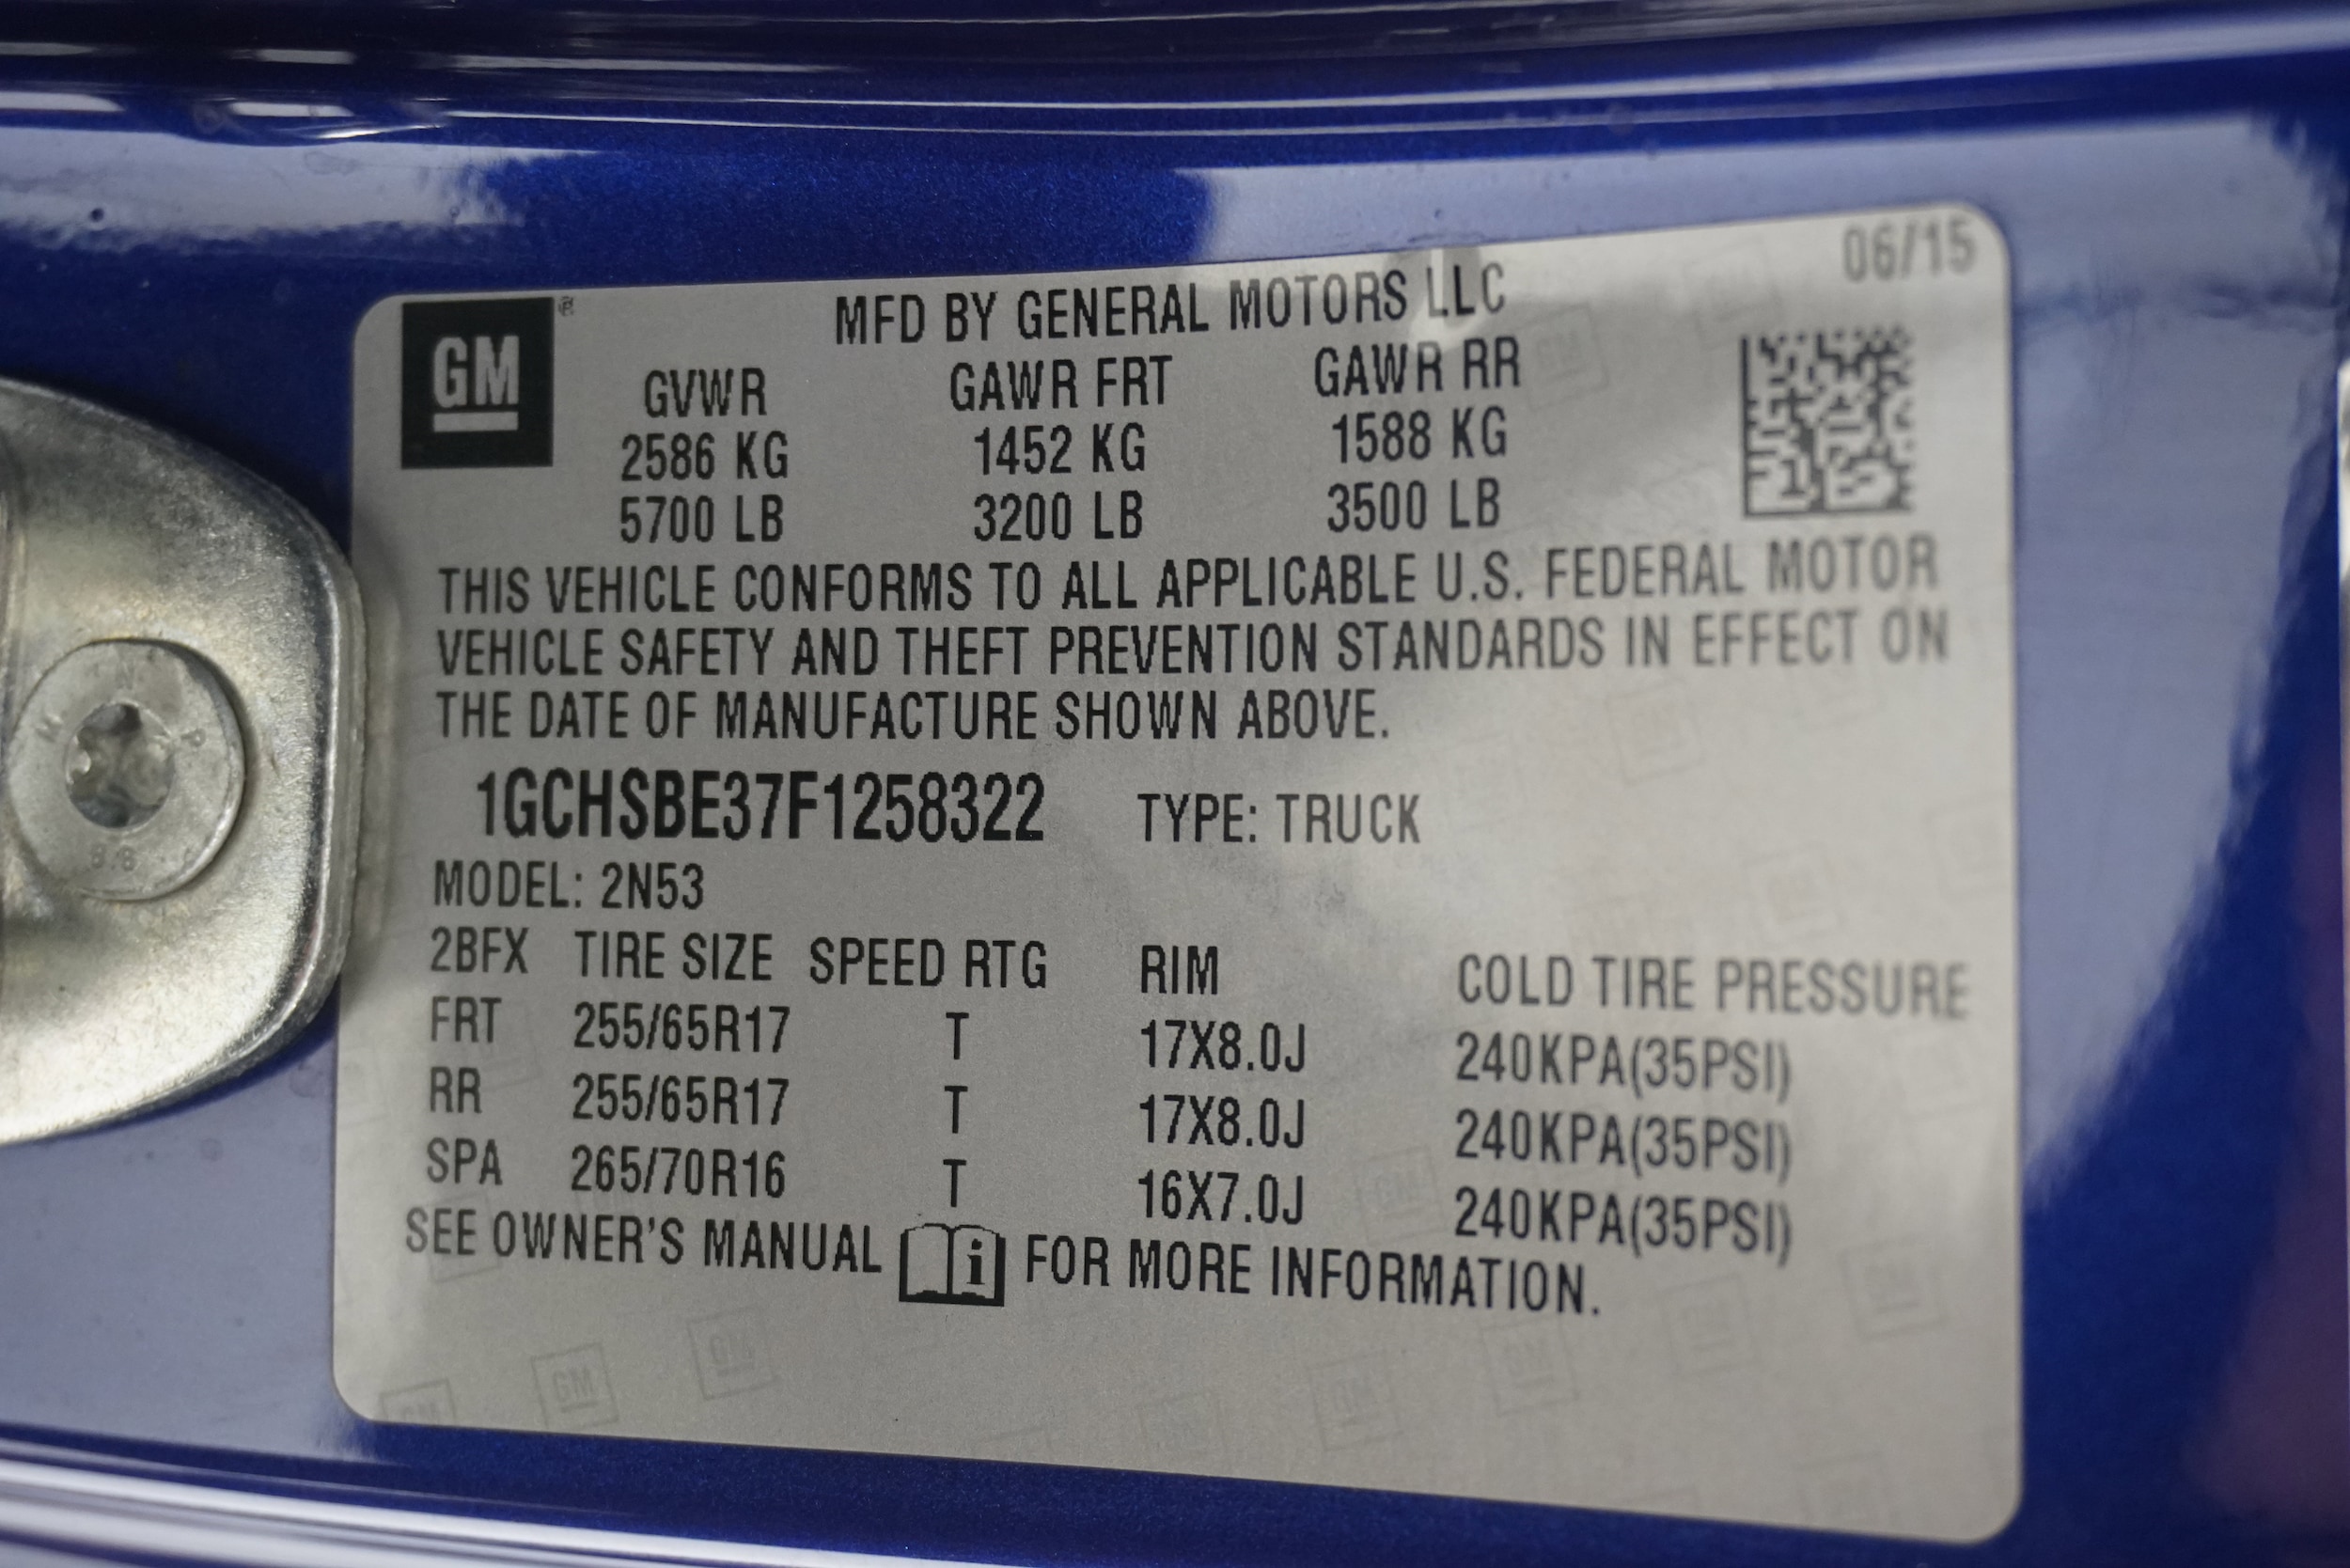 06/15
GM
®
MFD BY GENERAL MOTORS LLC
GVWR GAWR FRT GAWR RR
2586 KG 1452 KG 1588 KG
5700 LB 3200 LB 3500 LB
THIS VEHICLE CONFORMS TO ALL APPLICABLE U.S. FEDERAL MOTOR
VEHICLE SAFETY AND THEFT PREVENTION STANDARDS IN EFFECT ON
THE DATE OF MANUFACTURE SHOWN ABOVE.
1GCHSBE37F1258322 TYPE: TRUCK
MODEL: 2N53
2BFX TIRE SIZE SPEED RTG RIM COLD TIRE PRESSURE
FRT 255/65R17 T 17X8.0J 240KPA(35PSI)
RR 255/65R17 T 17X8.0J 240KPA(35PSI)
SPA 265/70R16 T 16X7.0J 240KPA(35PSI)
SEE OWNER'S MANUAL i FOR MORE INFORMATION.
GM GM GM